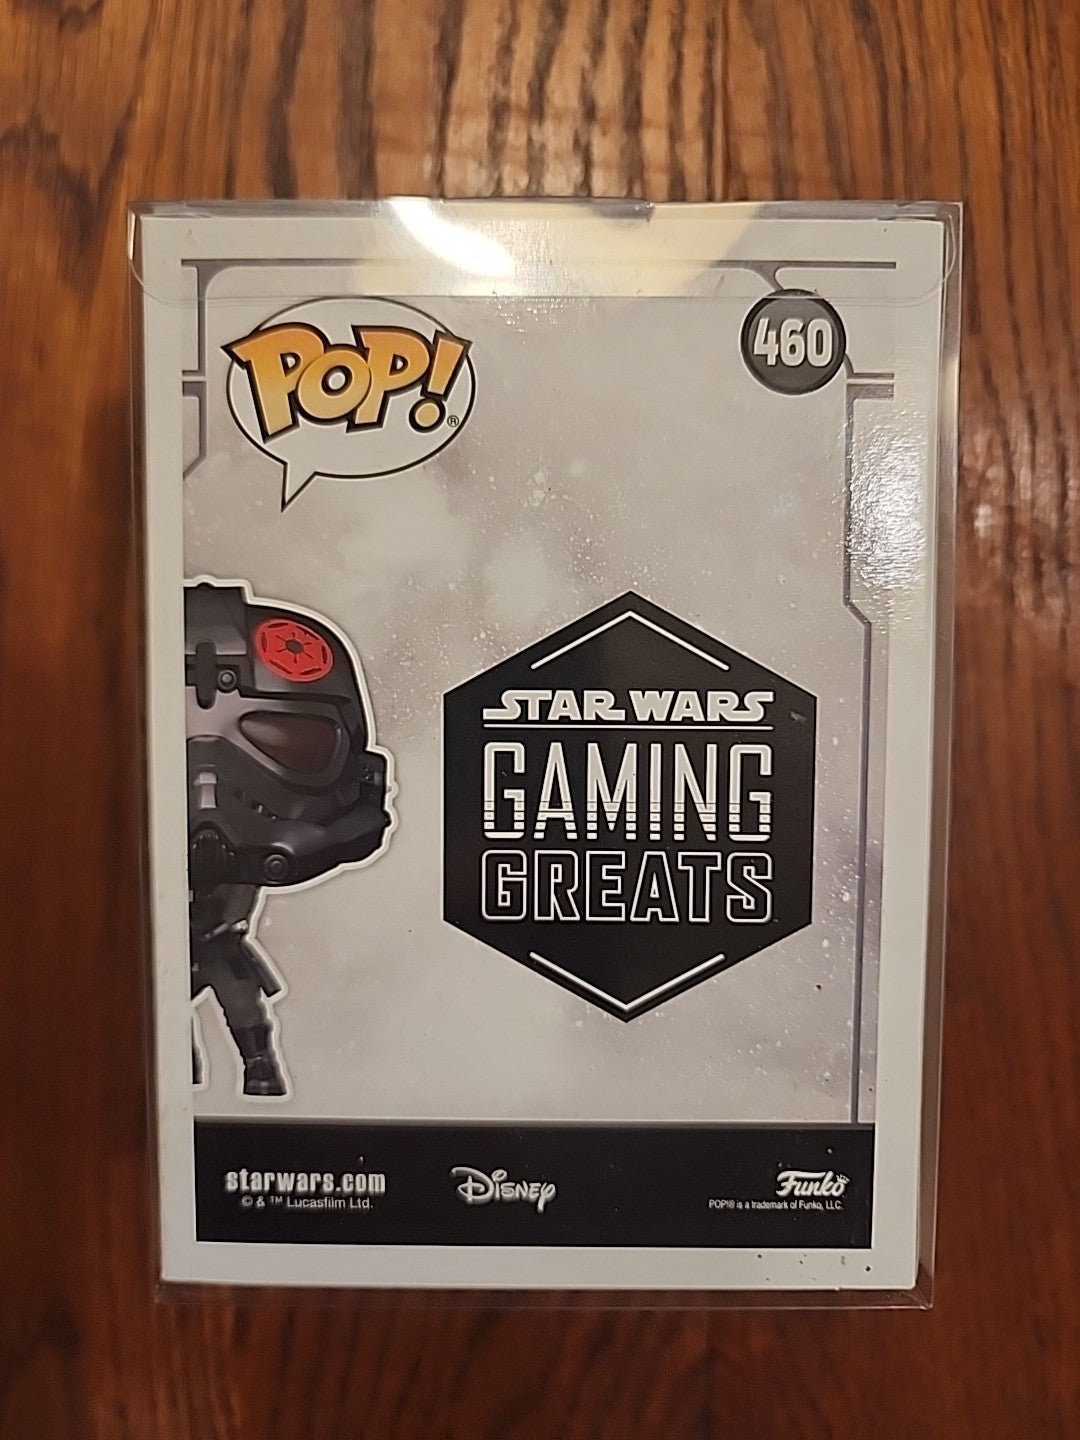 POP!®
460
STAR WARS
GAMING
GREATS
starwars.com
© & ™ Lucasfilm Ltd.
Disney
Funko
POP!® is a trademark of Funko, LLC.